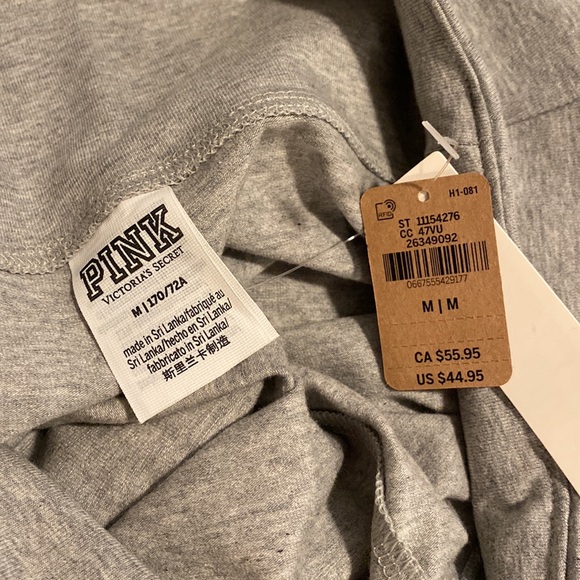 PINK
VICTORIA'S SECRET
M | 170/72A
made in Sri Lanka/fabriqué au
Sri Lanka/hecho en Sri Lanka/
fabbricato in Sri Lanka
斯里兰卡制造
H1-081
RFID
ST 11154276
CC 47VU
26349092
0667555429177
M | M
CA $55.95
US $44.95